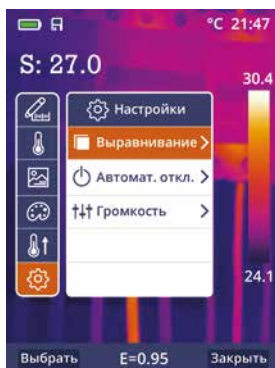 °C 21:47
S: 27.0
30.4
Настройки
Выравнивание
Автомат. откл.
Громкость
24.1
Выбрать E=0.95 Закрыть